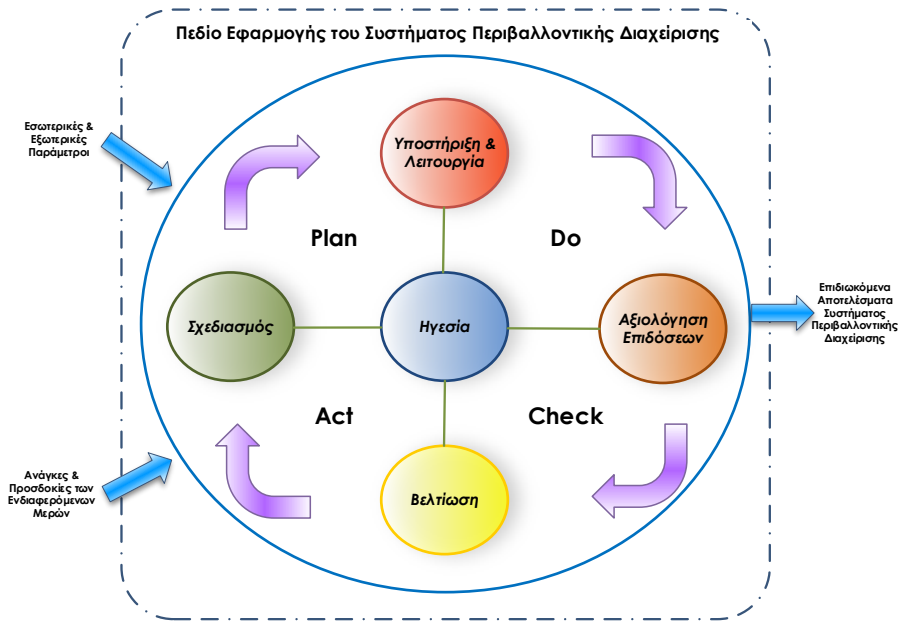 Πεδίο Εφαρμογής του Συστήματος Περιβαλλοντικής Διαχείρισης
Εσωτερικές &
Εξωτερικές
Παράμετροι
Υποστήριξη &
Λειτουργία
Plan
Do
Σχεδιασμός
Ηγεσία
Αξιολόγηση
Επιδόσεων
Επιδιωκόμενα
Αποτελέσματα
Συστήματος
Περιβαλλοντικής
Διαχείρισης
Act
Check
Ανάγκες &
Προσδοκίες των
Ενδιαφερόμενων
Μερών
Βελτίωση